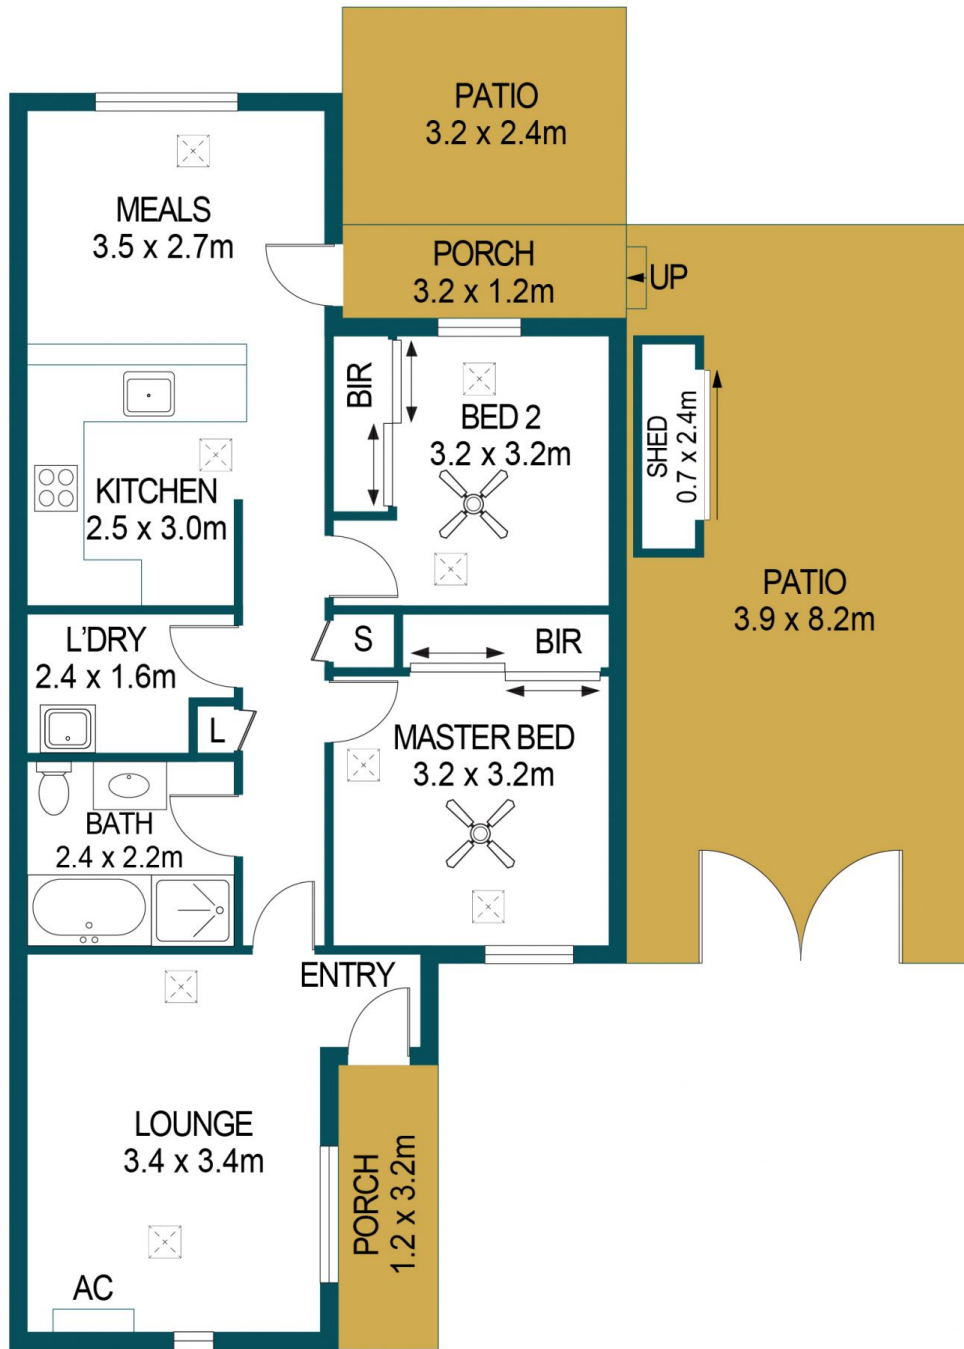 PATIO
3.2 x 2.4m
MEALS
3.5 x 2.7m
PORCH
3.2 x 1.2m
UP
BIR
BED 2
3.2 x 3.2m
SHED
0.7 x 2.4m
KITCHEN
2.5 x 3.0m
PATIO
3.9 x 8.2m
L'DRY
2.4 x 1.6m
S
BIR
L
MASTER BED
3.2 x 3.2m
BATH
2.4 x 2.2m
ENTRY
LOUNGE
3.4 x 3.4m
PORCH
1.2 x 3.2m
AC